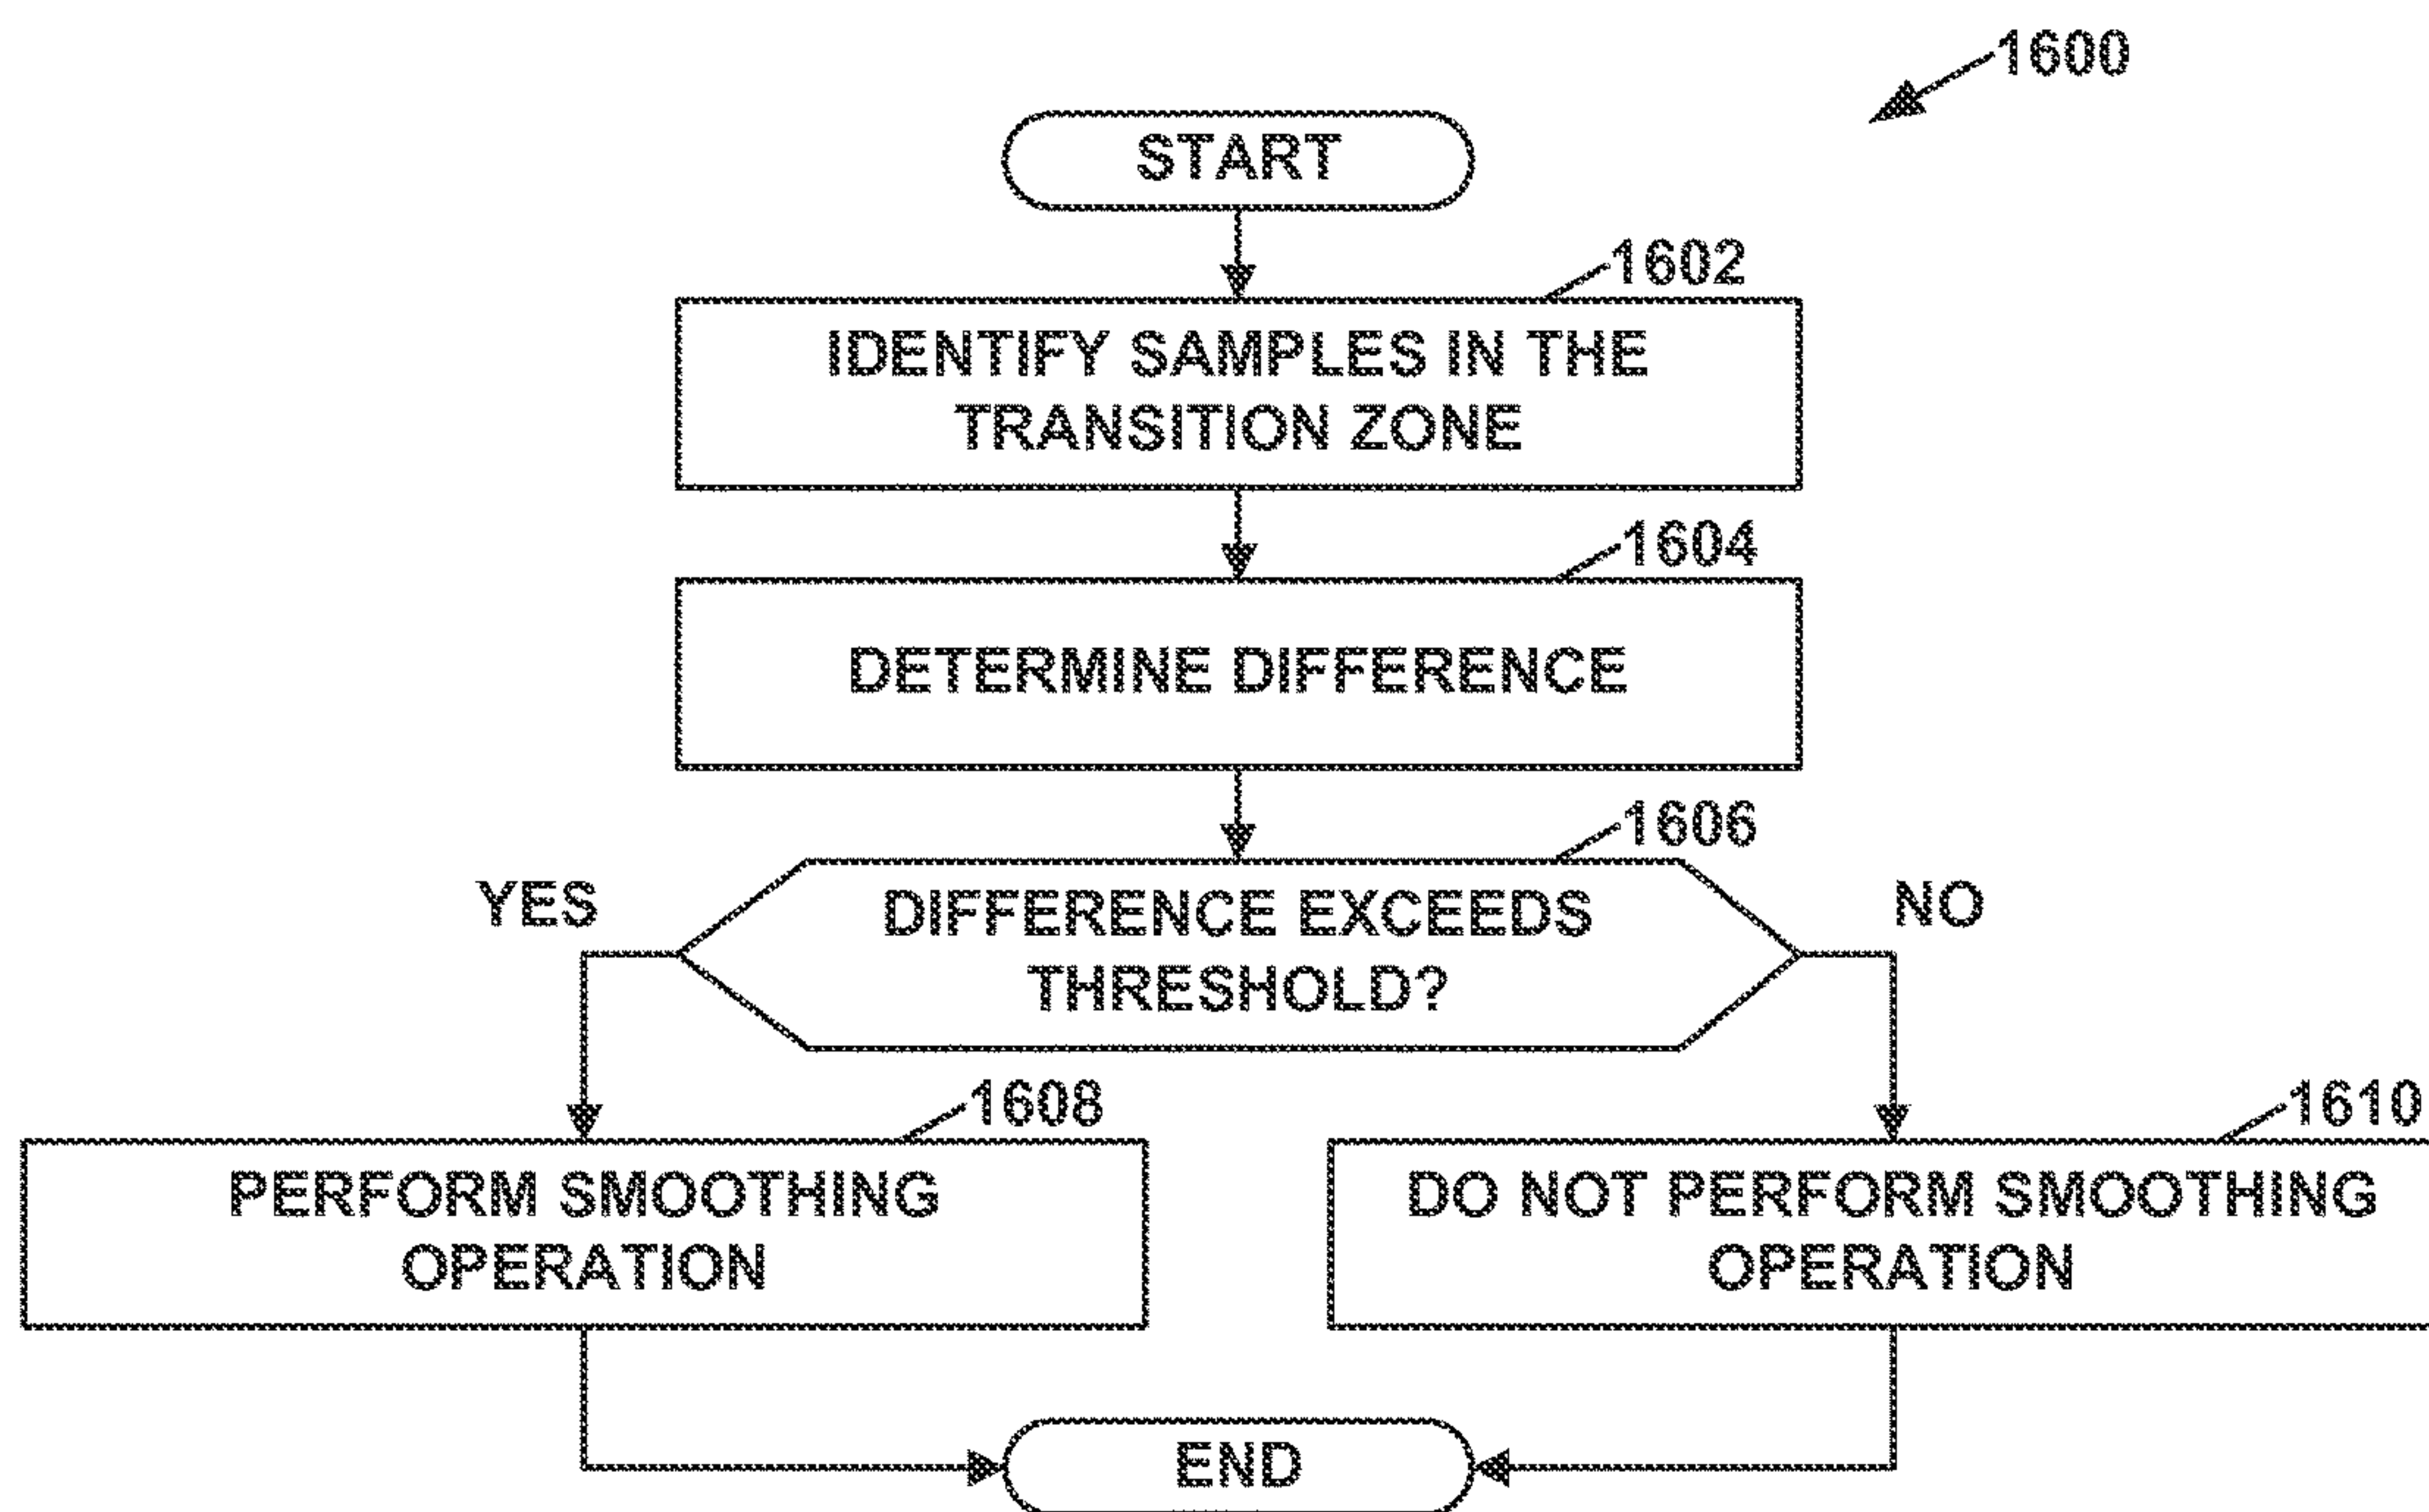 1600
START
1602
IDENTIFY SAMPLES IN THE
TRANSITION ZONE
1604
DETERMINE DIFFERENCE
1606
YES
DIFFERENCE EXCEEDS
THRESHOLD?
NO
1608
PERFORM SMOOTHING
OPERATION
1610
DO NOT PERFORM SMOOTHING
OPERATION
END